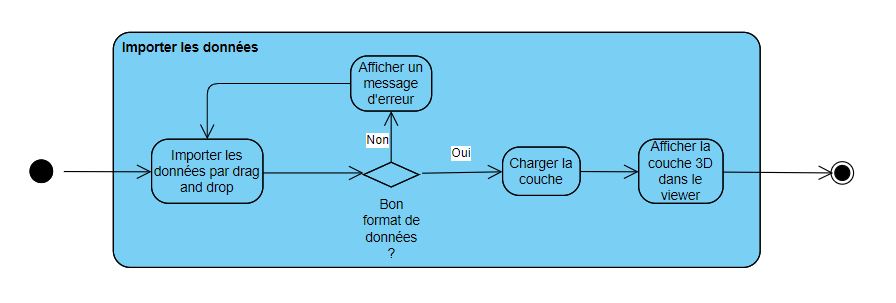 Importer les données
Afficher un
message
d'erreur
Non
Importer les
données par drag
and drop
Oui
Bon
format de
données
?
Charger la
couche
Afficher la
couche 3D
dans le
viewer